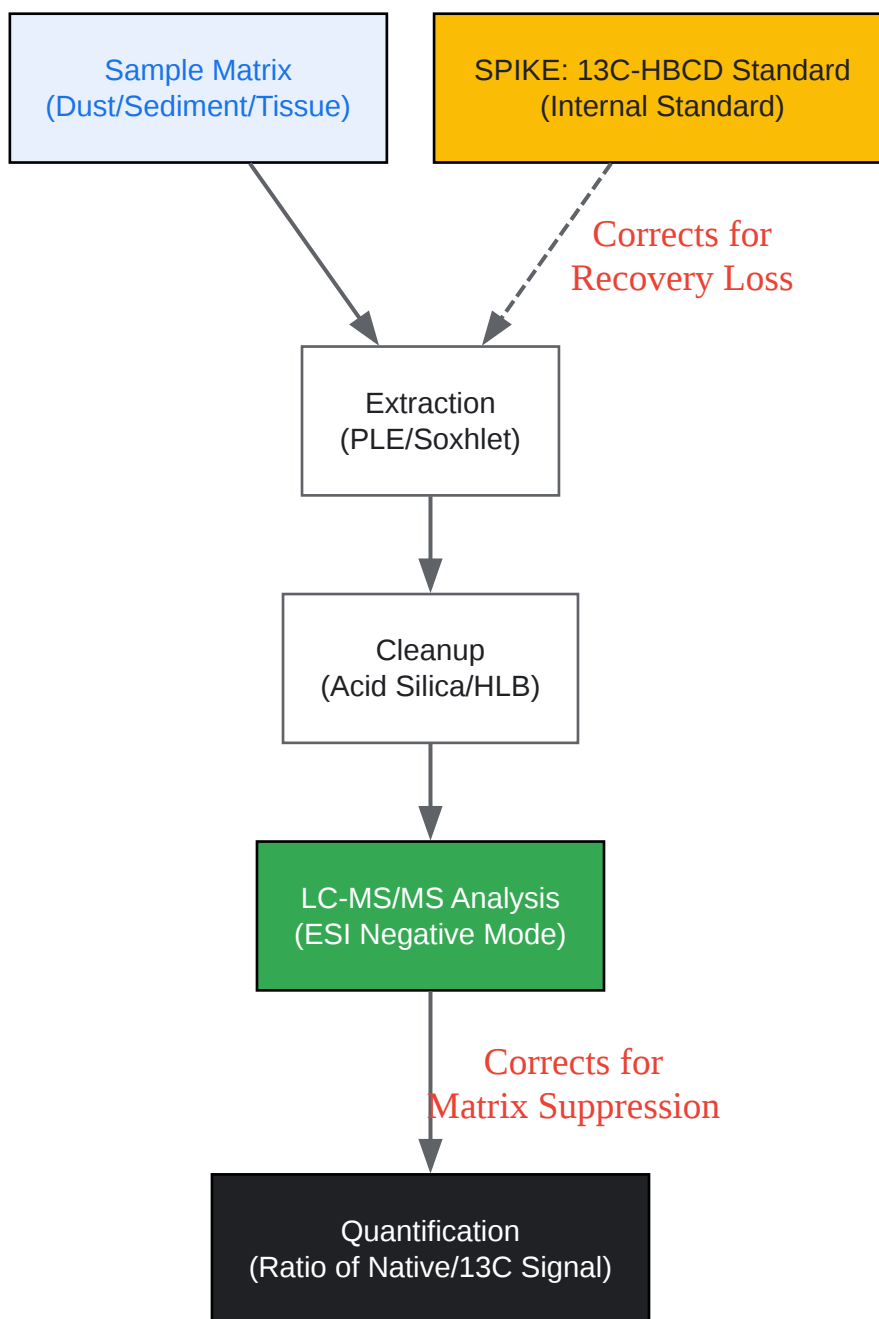 Sample Matrix
(Dust/Sediment/Tissue)
SPIKE: 13C-HBCD Standard
(Internal Standard)
Corrects for
Recovery Loss
Extraction
(PLE/Soxhlet)
Cleanup
(Acid Silica/HLB)
LC-MS/MS Analysis
(ESI Negative Mode)
Corrects for
Matrix Suppression
Quantification
(Ratio of Native/13C Signal)